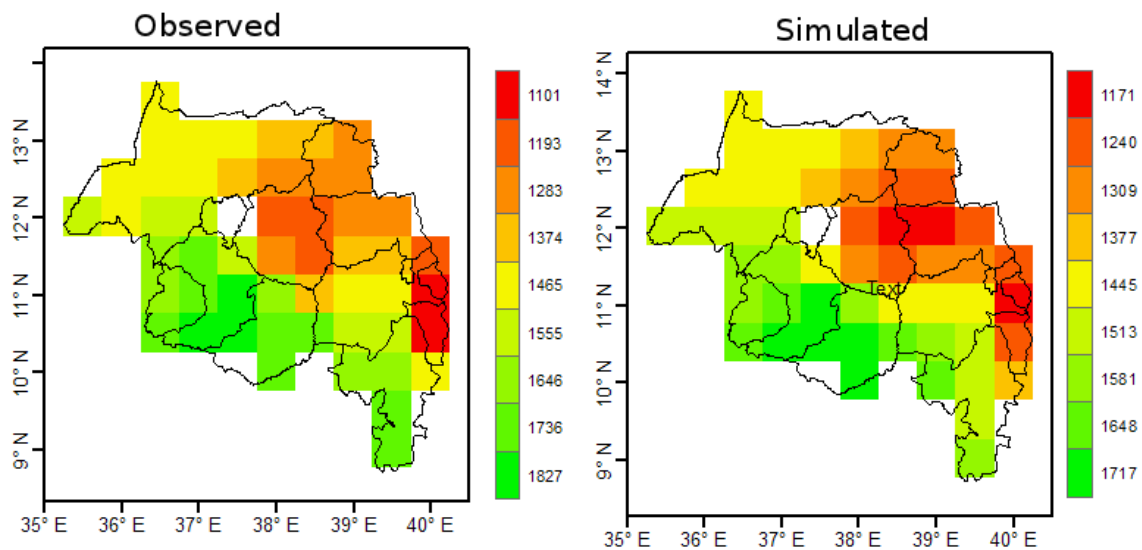 Observed
Simulated
13° N
12° N
11° N
10° N
9° N
35° E
36° E
37° E
38° E
39° E
40° E
1101
1193
1283
1374
1465
1555
1646
1736
1827
14° N
13° N
12° N
11° N
10° N
9° N
Text
35° E
36° E
37° E
38° E
39° E
40° E
1171
1240
1309
1377
1445
1513
1581
1648
1717